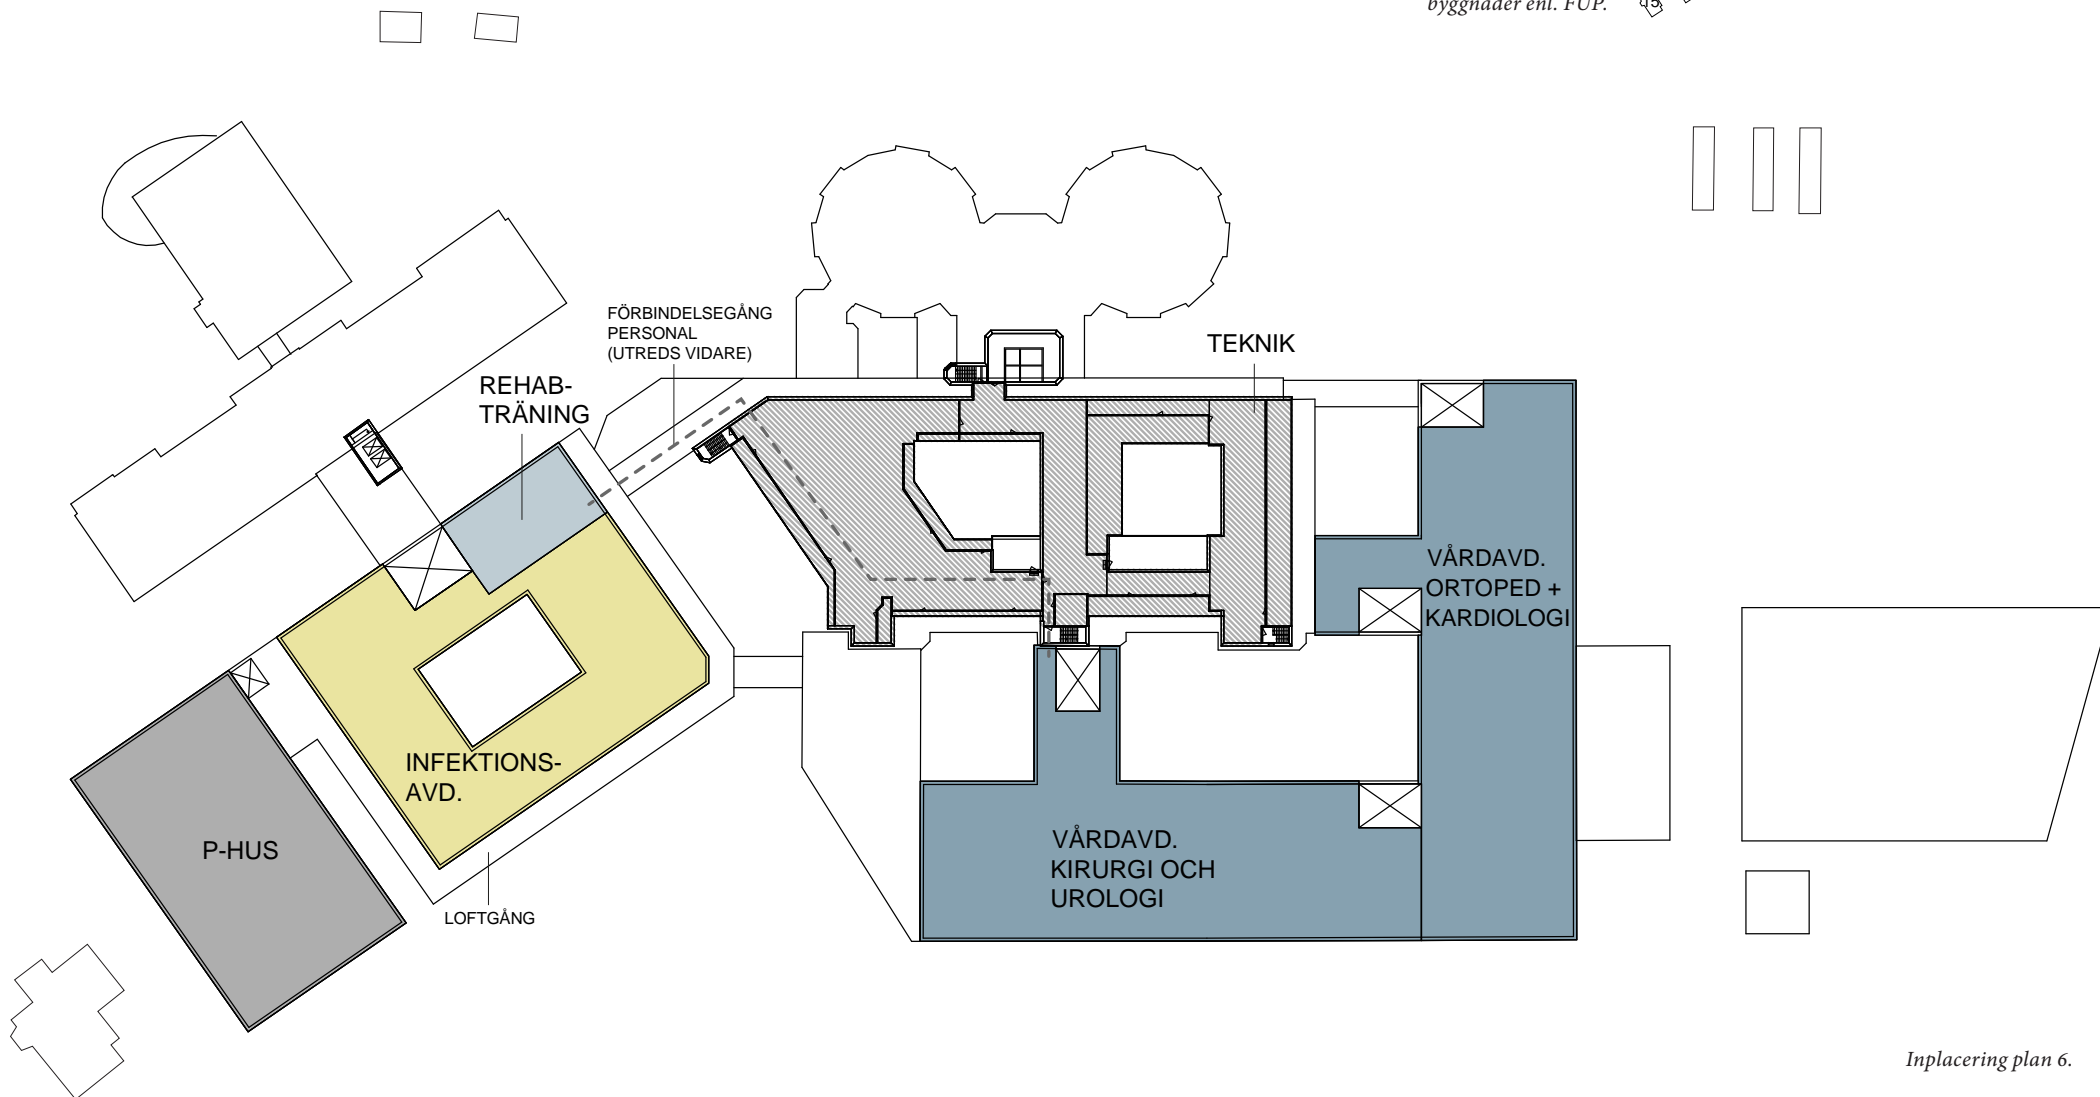 byggnader enl. FUP.
FÖRBINDELSEGÅNG
PERSONAL
(UTREDS VIDARE)
TEKNIK
REHAB-
TRÄNING
VÅRDAVD.
ORTOPED +
KARDIOLOGI
INFEKTIONS-
AVD.
P-HUS
VÅRDAVD.
KIRURGI OCH
UROLOGI
LOFTGÅNG
Inplacering plan 6.